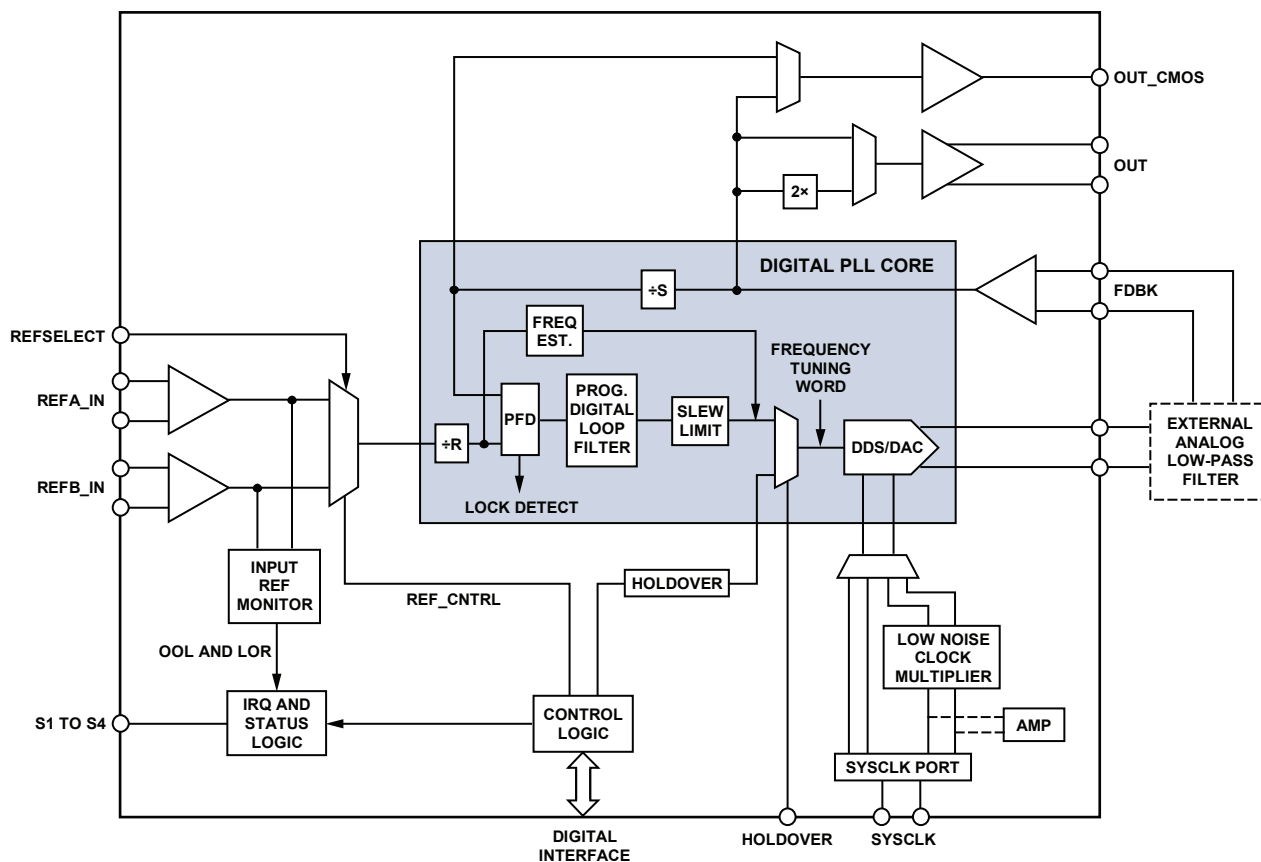 OUT_CMOS
OUT
2×
DIGITAL PLL CORE
÷S
FDBK
REFSELECT
FREQ
EST.
FREQUENCY
TUNING
WORD
REFA_IN
PFD
PROG.
DIGITAL
LOOP
FILTER
SLEW
LIMIT
÷R
DDS/DAC
EXTERNAL
ANALOG
LOW-PASS
FILTER
REFB_IN
LOCK DETECT
INPUT
REF
MONITOR
REF_CNTRL
HOLDOVER
LOW NOISE
CLOCK
MULTIPLIER
OOL AND LOR
S1 TO S4
IRQ AND
STATUS
LOGIC
CONTROL
LOGIC
AMP
SYSCLK PORT
DIGITAL
INTERFACE
HOLDOVER
SYSCLK